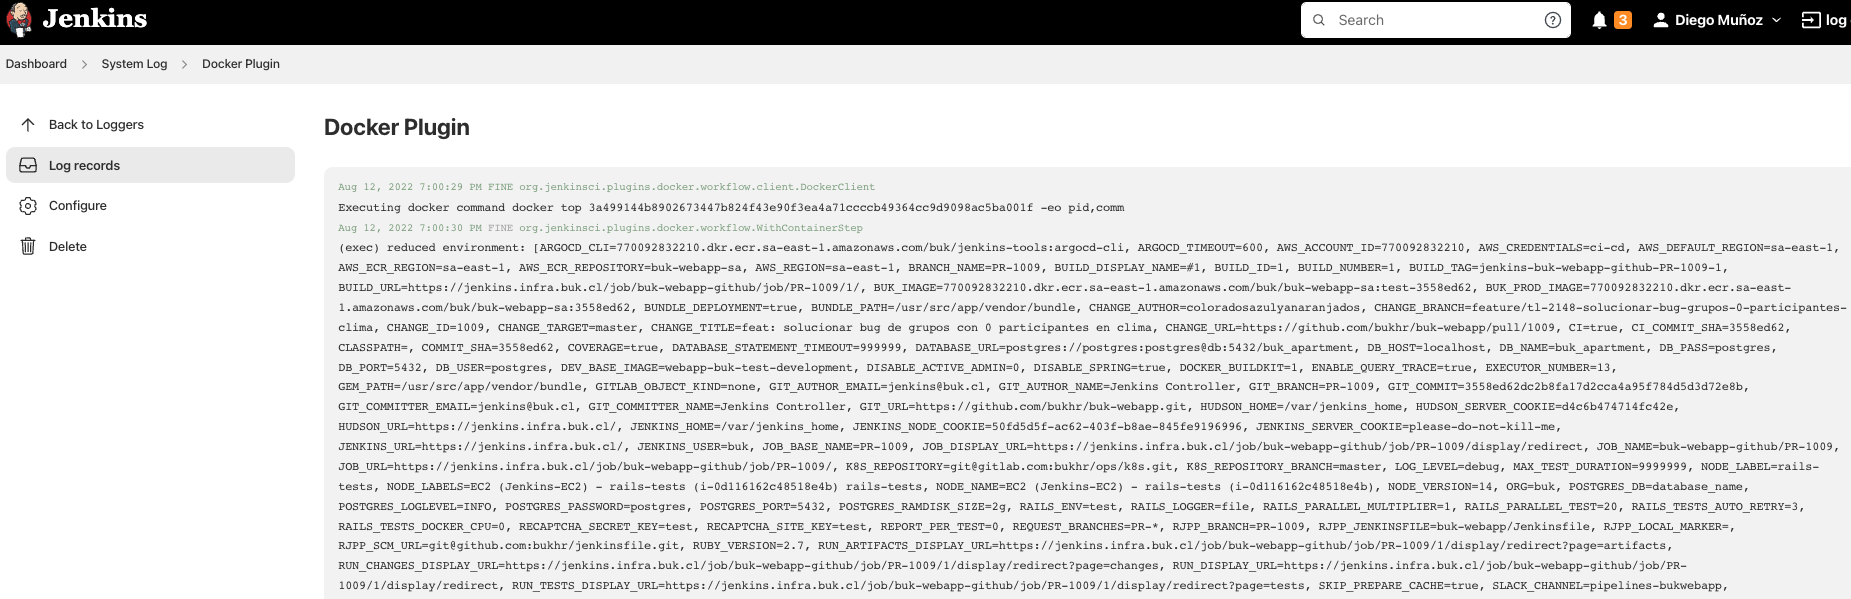 Jenkins
Search
3
Diego Muñoz
log
Dashboard
System Log
Docker Plugin
Back to Loggers
Log records
Configure
Delete
Docker Plugin
Aug 12, 2022 7:00:29 PM FINE org.jenkinsci.plugins.docker.workflow.client.DockerClient
Executing docker command docker top 3a499144b8902673447b824f43e90f3ea4a71ccccb49364cc9d9098ac5ba001f -eo pid,comm
Aug 12, 2022 7:00:30 PM FINE org.jenkinsci.plugins.docker.workflow.WithContainerStep
(exec) reduced environment: [ARGOCD_CLI=770092832210.dkr.ecr.sa-east-1.amazonaws.com/buk/jenkins-tools:argocd-cli, ARGOCD_TIMEOUT=600, AWS_ACCOUNT_ID=770092832210, AWS_CREDENTIALS=ci-cd, AWS_DEFAULT_REGION=sa-east-1,
AWS_ECR_REGION=sa-east-1, AWS_ECR_REPOSITORY=buk-webapp-sa, AWS_REGION=sa-east-1, BRANCH_NAME=PR-1009, BUILD_DISPLAY_NAME=#1, BUILD_ID=1, BUILD_NUMBER=1, BUILD_TAG=jenkins-buk-webapp-github-PR-1009-1,
BUILD_URL=https://jenkins.infra.buk.cl/job/buk-webapp-github/job/PR-1009/1/, BUK_IMAGE=770092832210.dkr.ecr.sa-east-1.amazonaws.com/buk/buk-webapp-sa:test-3558ed62, BUK_PROD_IMAGE=770092832210.dkr.ecr.sa-east-
1.amazonaws.com/buk/buk-webapp-sa:3558ed62, BUNDLE_DEPLOYMENT=true, BUNDLE_PATH=/usr/src/app/vendor/bundle, CHANGE_AUTHOR=coloradosazulyanaranjados, CHANGE_BRANCH=feature/tl-2148-solucionar-bug-grupos-0-participantes-
clima, CHANGE_ID=1009, CHANGE_TARGET=master, CHANGE_TITLE=feat: solucionar bug de grupos con 0 participantes en clima, CHANGE_URL=https://github.com/bukhr/buk-webapp/pull/1009, CI=true, CI_COMMIT_SHA=3558ed62,
CLASSPATH=, COMMIT_SHA=3558ed62, COVERAGE=true, DATABASE_STATEMENT_TIMEOUT=999999, DATABASE_URL=postgres://postgres:postgres@db:5432/buk_apartment, DB_HOST=localhost, DB_NAME=buk_apartment, DB_PASS=postgres,
DB_PORT=5432, DB_USER=postgres, DEV_BASE_IMAGE=webapp-buk-test-development, DISABLE_ACTIVE_ADMIN=0, DISABLE_SPRING=true, DOCKER_BUILDKIT=1, ENABLE_QUERY_TRACE=true, EXECUTOR_NUMBER=13,
GEM_PATH=/usr/src/app/vendor/bundle, GITLAB_OBJECT_KIND=none, GIT_AUTHOR_EMAIL=jenkins@buk.cl, GIT_AUTHOR_NAME=Jenkins Controller, GIT_BRANCH=PR-1009, GIT_COMMIT=3558ed62dc2b8fa17d2cca4a95f784d5d3d72e8b,
GIT_COMMITTER_EMAIL=jenkins@buk.cl, GIT_COMMITTER_NAME=Jenkins Controller, GIT_URL=https://github.com/bukhr/buk-webapp.git, HUDSON_HOME=/var/jenkins_home, HUDSON_SERVER_COOKIE=d4c6b474714fc42e,
HUDSON_URL=https://jenkins.infra.buk.cl/, JENKINS_HOME=/var/jenkins_home, JENKINS_NODE_COOKIE=50fd5d5f-ac62-403f-b8ae-845fe9196996, JENKINS_SERVER_COOKIE=please-do-not-kill-me,
JENKINS_URL=https://jenkins.infra.buk.cl/, JENKINS_USER=buk, JOB_BASE_NAME=PR-1009, JOB_DISPLAY_URL=https://jenkins.infra.buk.cl/job/buk-webapp-github/job/PR-1009/display/redirect, JOB_NAME=buk-webapp-github/PR-1009,
JOB_URL=https://jenkins.infra.buk.cl/job/buk-webapp-github/job/PR-1009/, K8S_REPOSITORY=git@gitlab.com:bukhr/ops/k8s.git, K8S_REPOSITORY_BRANCH=master, LOG_LEVEL=debug, MAX_TEST_DURATION=9999999, NODE_LABEL=rails-
tests, NODE_LABELS=EC2 (Jenkins-EC2) - rails-tests (i-0d116162c48518e4b) rails-tests, NODE_NAME=EC2 (Jenkins-EC2) - rails-tests (i-0d116162c48518e4b), NODE_VERSION=14, ORG=buk, POSTGRES_DB=database_name,
POSTGRES_LOGLEVEL=INFO, POSTGRES_PASSWORD=postgres, POSTGRES_PORT=5432, POSTGRES_RAMDISK_SIZE=2g, RAILS_ENV=test, RAILS_LOGGER=file, RAILS_PARALLEL_MULTIPLIER=1, RAILS_PARALLEL_TEST=20, RAILS_TESTS_AUTO_RETRY=3,
RAILS_TESTS_DOCKER_CPU=0, RECAPTCHA_SECRET_KEY=test, RECAPTCHA_SITE_KEY=test, REPORT_PER_TEST=0, REQUEST_BRANCHES=PR-*, RJPP_BRANCH=PR-1009, RJPP_JENKINSFILE=buk-webapp/Jenkinsfile, RJPP_LOCAL_MARKER=,
RJPP_SCM_URL=git@github.com:bukhr/jenkinsfile.git, RUBY_VERSION=2.7, RUN_ARTIFACTS_DISPLAY_URL=https://jenkins.infra.buk.cl/job/buk-webapp-github/job/PR-1009/1/display/redirect?page=artifacts,
RUN_CHANGES_DISPLAY_URL=https://jenkins.infra.buk.cl/job/buk-webapp-github/job/PR-1009/1/display/redirect?page=changes, RUN_DISPLAY_URL=https://jenkins.infra.buk.cl/job/buk-webapp-github/job/PR-
1009/1/display/redirect, RUN_TESTS_DISPLAY_URL=https://jenkins.infra.buk.cl/job/buk-webapp-github/job/PR-1009/1/display/redirect?page=tests, SKIP_PREPARE_CACHE=true, SLACK_CHANNEL=pipelines-bukwebapp,